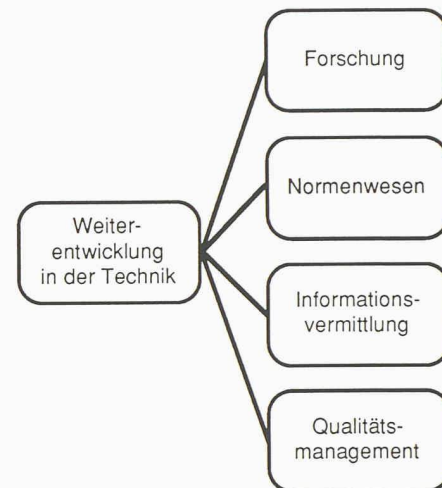 Forschung
Normenwesen
Weiter-
entwicklung
in der Technik
Informations-
vermittlung
Qualitäts-
management